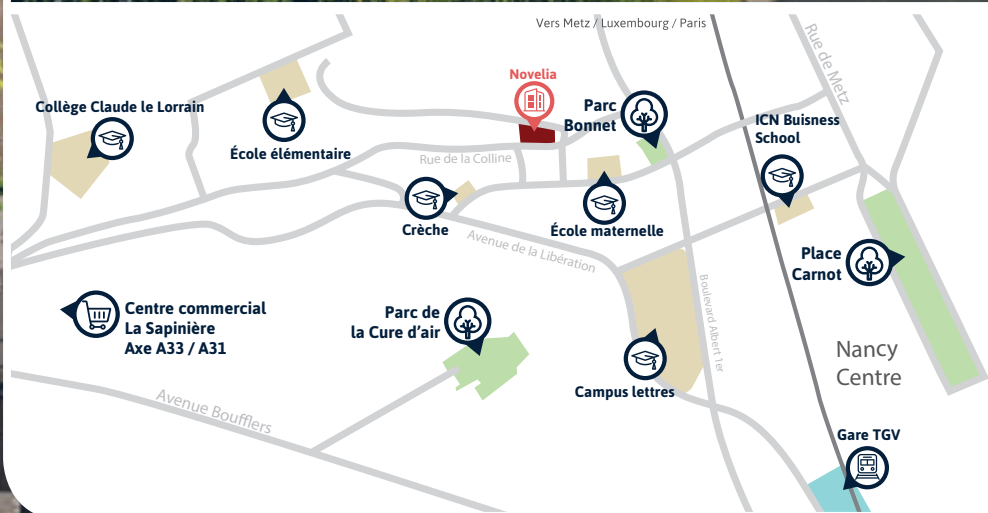 Vers Metz / Luxembourg / Paris
Rue de Metz
Novelia
Collège Claude le Lorrain
Parc
Bonnet
ICN Buisness
School
École élémentaire
Rue de la Colline
Crèche
École maternelle
Avenue de la Libération
Place
Carnot
Boulevard Albert 1er
Centre commercial
La Sapinière
Axe A33 / A31
Parc de
la Cure d'air
Nancy
Centre
Campus lettres
Avenue Boufflers
Gare TGV